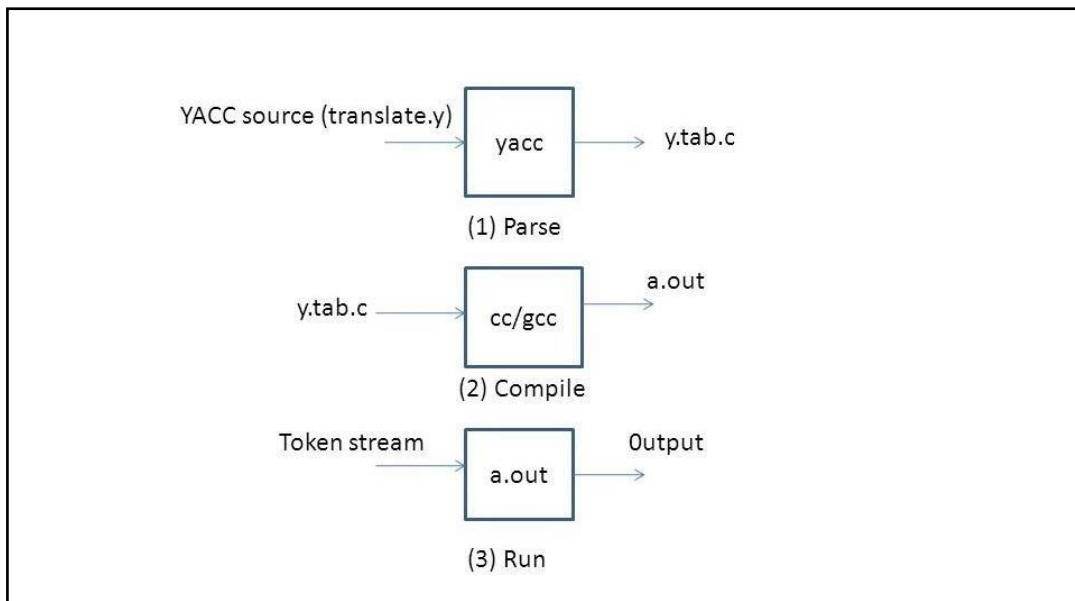 YACC source (translate.y)
yacc
y.tab.c
(1) Parse
y.tab.c
cc/gcc
a.out
(2) Compile
Token stream
a.out
0utput
(3) Run